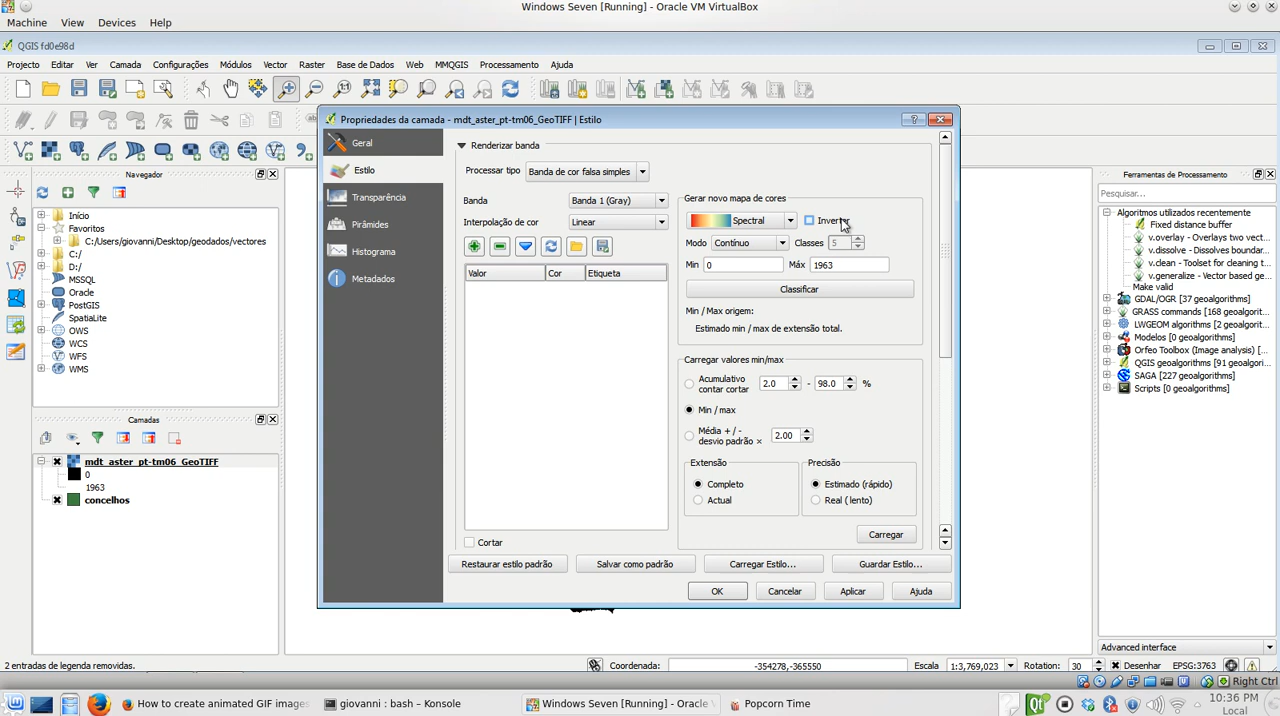 Windows Seven [Running] - Oracle VM VirtualBox
Machine View Devices Help
QGIS fd0e98d
Projeto Editar Ver Camada Configurações Módulos Vector Raster Base de Dados Web MMQGIS Processamento Ajuda
Navegador
Início
Favoritos
C:/Users/giovanni/Desktop/geodados/vectores
C:/
D:/
MSSQL
Oracle
PostGIS
SpatiaLite
OWS
WCS
WFS
WMS
Camadas
mdt_aster_pt-tm06_GeoTIFF
0
1963
concelhos
Propriedades da camada - mdt_aster_pt-tm06_GeoTIFF | Estilo
Geral
Estilo
Transparência
Pirâmides
Histograma
Metadados
Renderizar banda
Processar tipo Banda de cor falsa simples
Banda Banda 1 (Gray)
Interpolação de cor Linear
Valor Cor Etiqueta
Cortar
Gerar novo mapa de cores
Spectral Inverter
Modo Contínuo Classes 5
Min 0 Máx 1963
Classificar
Min / Max origem:
Estimado min / max de extensão total.
Carregar valores min/max
Acumulativo
contar cortar 2.0 - 98.0 %
Min / max
Média + / -
desvio padrão × 2.00
Extensão Precisão
Completo Estimado (rápido)
Actual Real ( lento)
Carregar
Restaurar estilo padrão Salvar como padrão Carregar Estilo... Guardar Estilo...
OK Cancelar Aplicar Ajuda
Ferramentas de Processamento
Pesquisar...
Algoritmos utilizados recentemente
Fixed distance buffer
v.overlay - Overlays two vect...
v.dissolve - Dissolves bounda...
v.clean - Toolset for cleaning t...
v.generalize - Vector based ge...
Make valid
GDAL/OGR [37 geoalgorithms]
GRASS commands [168 geoalgorit...
LWGEOM algorithms [2 geoalgorith...
Modelos [0 geoalgorithms]
Orfeo Toolbox (Image analysis) [...
QGIS geoalgorithms [91 geoalgori...
SAGA [227 geoalgorithms]
Scripts [0 geoalgorithms]
Advanced interface
2 entradas de legenda removidas. Coordenada: -354278,-365550 Escala 1:3,769,023 Rotation: 30 Desenhar EPSG:3763
Right Ctrl
How to create animated GIF images giovanni : bash – Konsole Windows Seven [Running] - Oracle V Popcorn Time
10:36 PM
Local